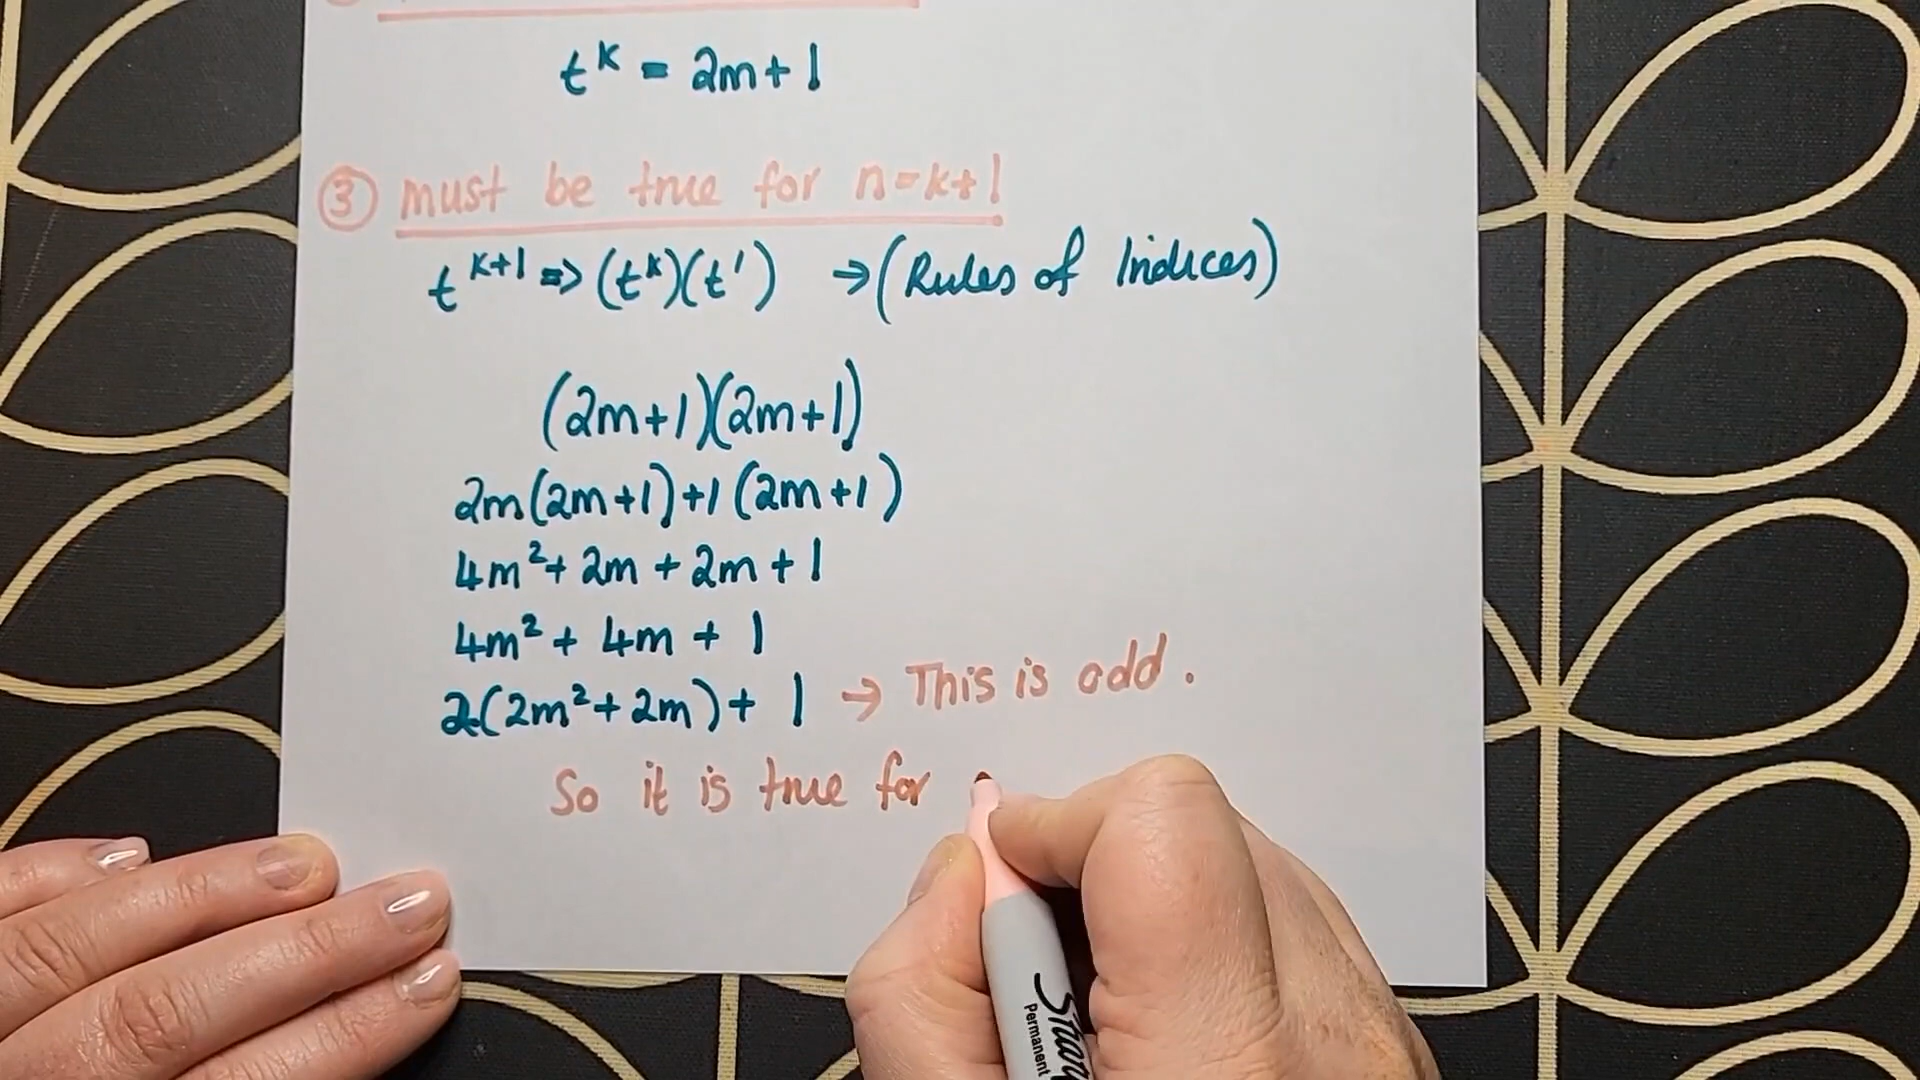 t^k = 2m+1
③ must be true for n=k+1
t^k+1 => (t^k)(t^1) → (Rules of Indices)
(2m+1)(2m+1)
2m(2m+1)+1(2m+1)
4m² + 2m + 2m + 1
4m² + 4m + 1
2(2m² + 2m) + 1 → This is odd.
So it is true for
Permanent